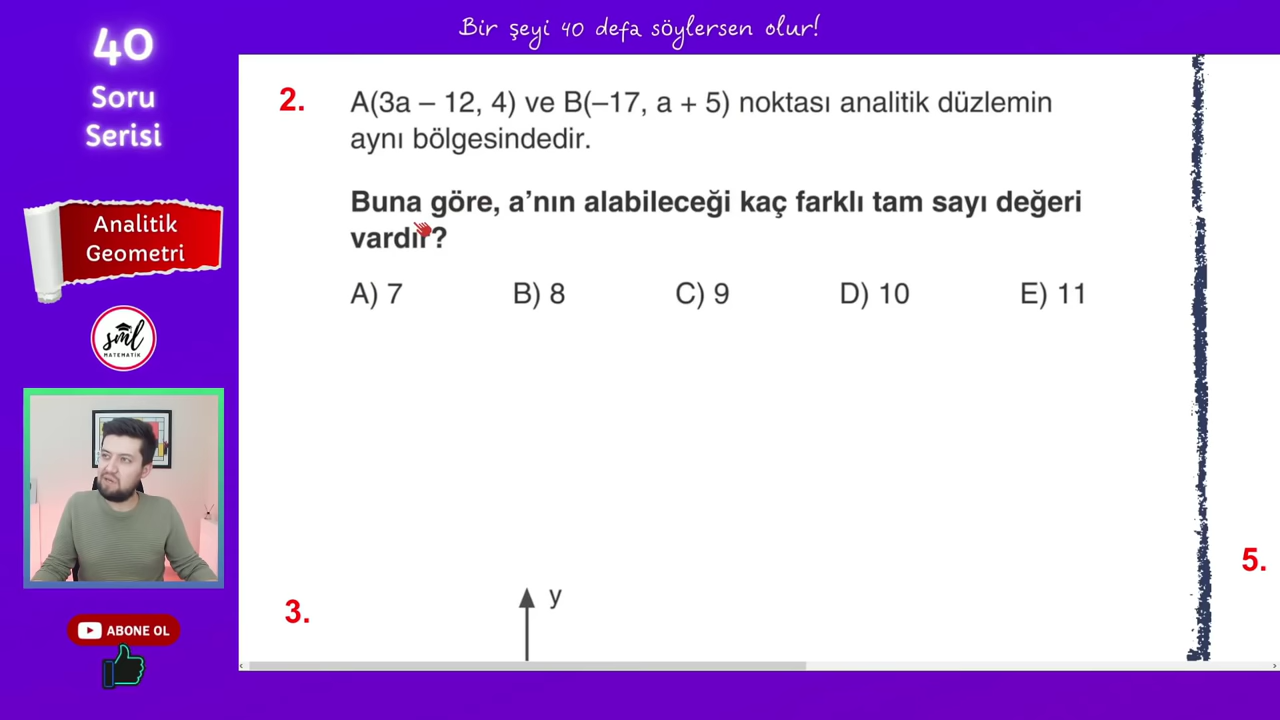 Bir şeyi 40 defa söylersen olur!
40
Soru
Serisi
Analitik
Geometri
sml
MATEMATİK
ABONE OL
2. A(3a – 12, 4) ve B(–17, a + 5) noktası analitik düzlemin
aynı bölgesindedir.
Buna göre, a’nın alabileceği kaç farklı tam sayı değeri
vardır?
A) 7 B) 8 C) 9 D) 10 E) 11
3.
y
5.